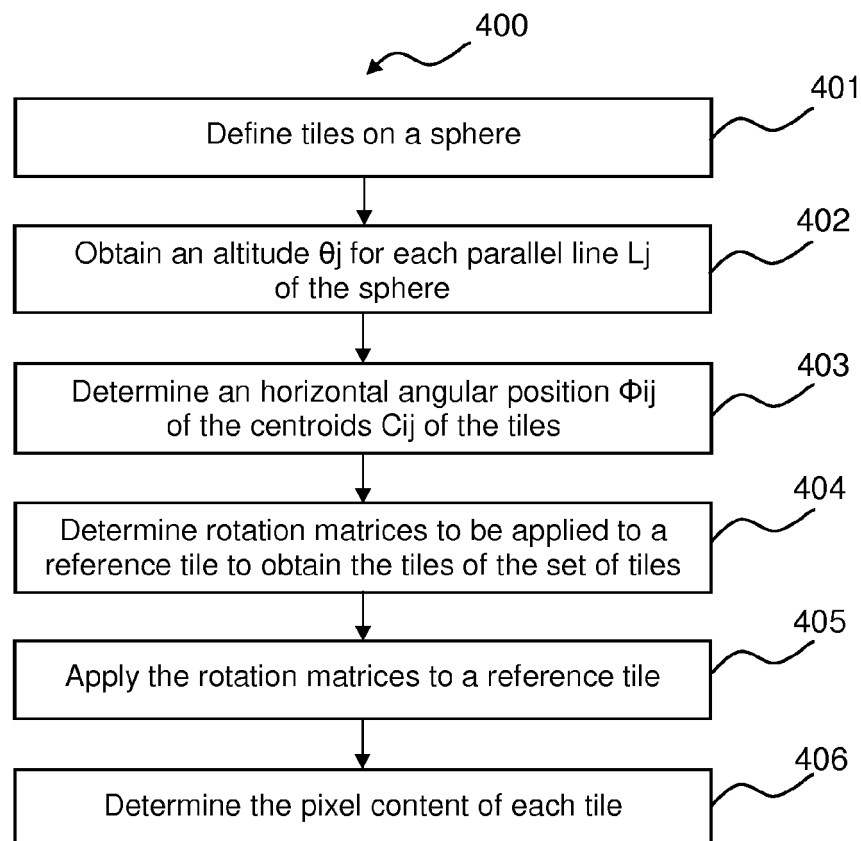 400
401
Define tiles on a sphere
402
Obtain an altitude θj for each parallel line Lj
of the sphere
403
Determine an horizontal angular position Φij
of the centroids Cij of the tiles
404
Determine rotation matrices to be applied to a
reference tile to obtain the tiles of the set of tiles
405
Apply the rotation matrices to a reference tile
406
Determine the pixel content of each tile